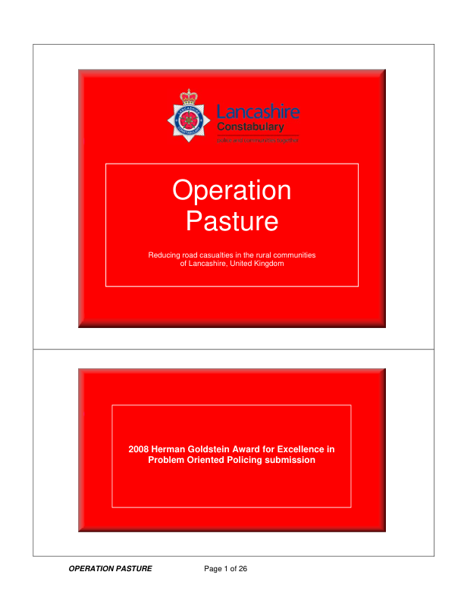 Lancashire
Constabulary
Operation
Pasture
Reducing road casualties in the rural communities
of Lancashire, United Kingdom
2008 Herman Goldstein Award for Excellence in
Problem Oriented Policing submission
OPERATION PASTURE Page 1 of 26